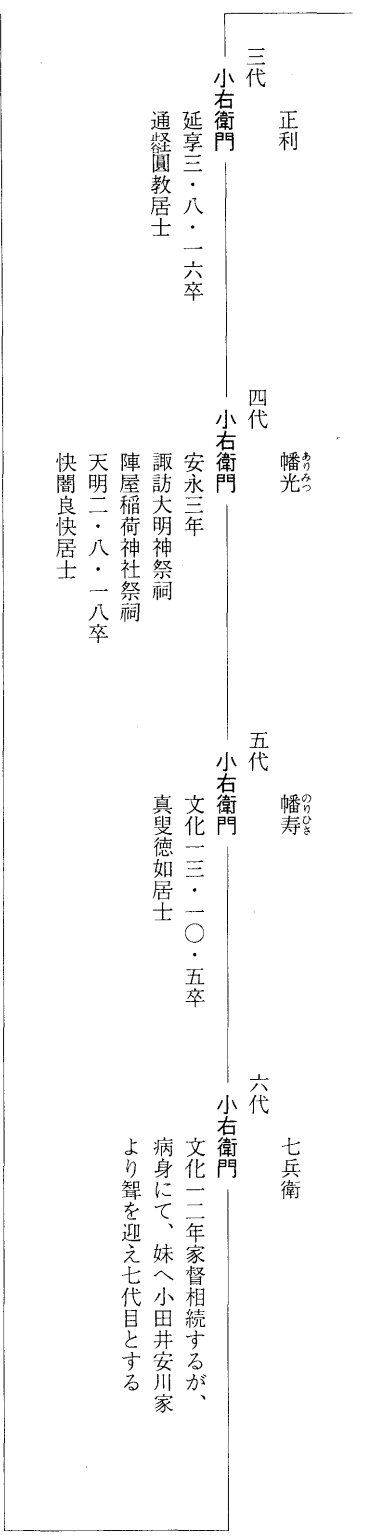 正利
三代
小右衛門
延享三・八・一六卒
通圓教居士
ありみつ
幡光
四代
小右衛門
安永三年
諏訪大明神祭祠
陣屋稲荷神社祭祠
天明二・八・一八卒
快闇良快居士
のりひさ
幡寿
五代
小右衛門
文化一三・一〇・五卒
真叟徳如居士
七兵衛
六代
小右衛門
文化一二年家督相続するが、
病身にて、妹へ小田井安川家
より聟を迎え七代目とする